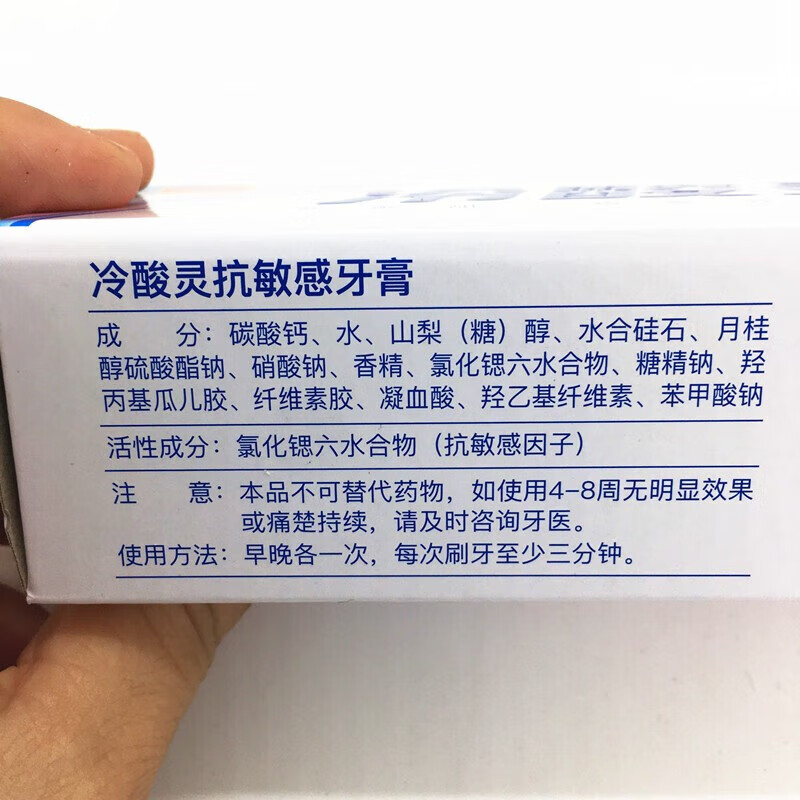 冷酸灵抗敏感牙膏
成 分：碳酸钙、水、山梨（糖）醇、水合硅石、月桂
醇硫酸酯钠、硝酸钠、香精、氯化锶六水合物、糖精钠、羟
丙基瓜儿胶、纤维素胶、凝血酸、羟乙基纤维素、苯甲酸钠
活性成分：氯化锶六水合物（抗敏感因子）
注 意：本品不可替代药物，如使用4-8周无明显效果
或痛楚持续，请及时咨询牙医。
使用方法：早晚各一次，每次刷牙至少三分钟。